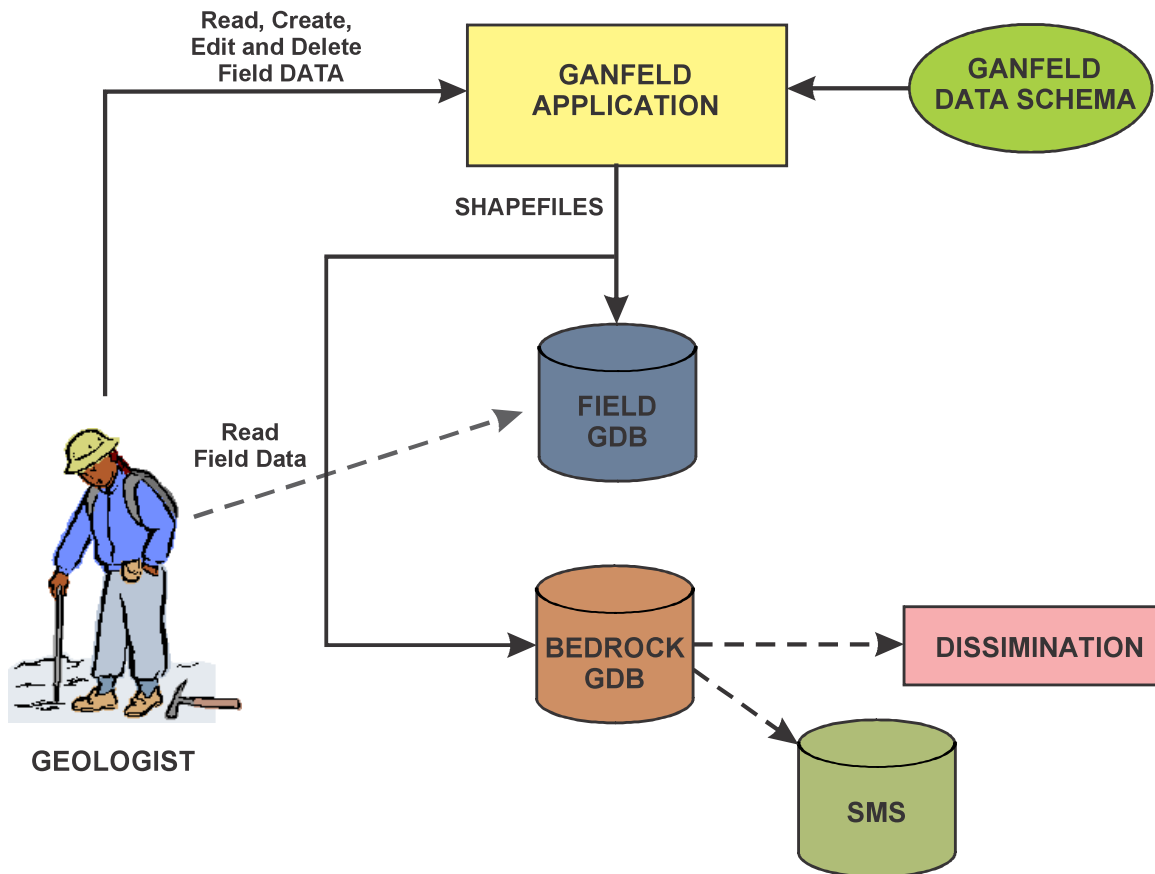 Read, Create,
Edit and Delete
Field DATA
GANFELD
APPLICATION
GANFELD
DATA SCHEMA
SHAPEFILES
FIELD
GDB
Read
Field Data
BEDROCK
GDB
DISSIMINATION
GEOLOGIST
SMS